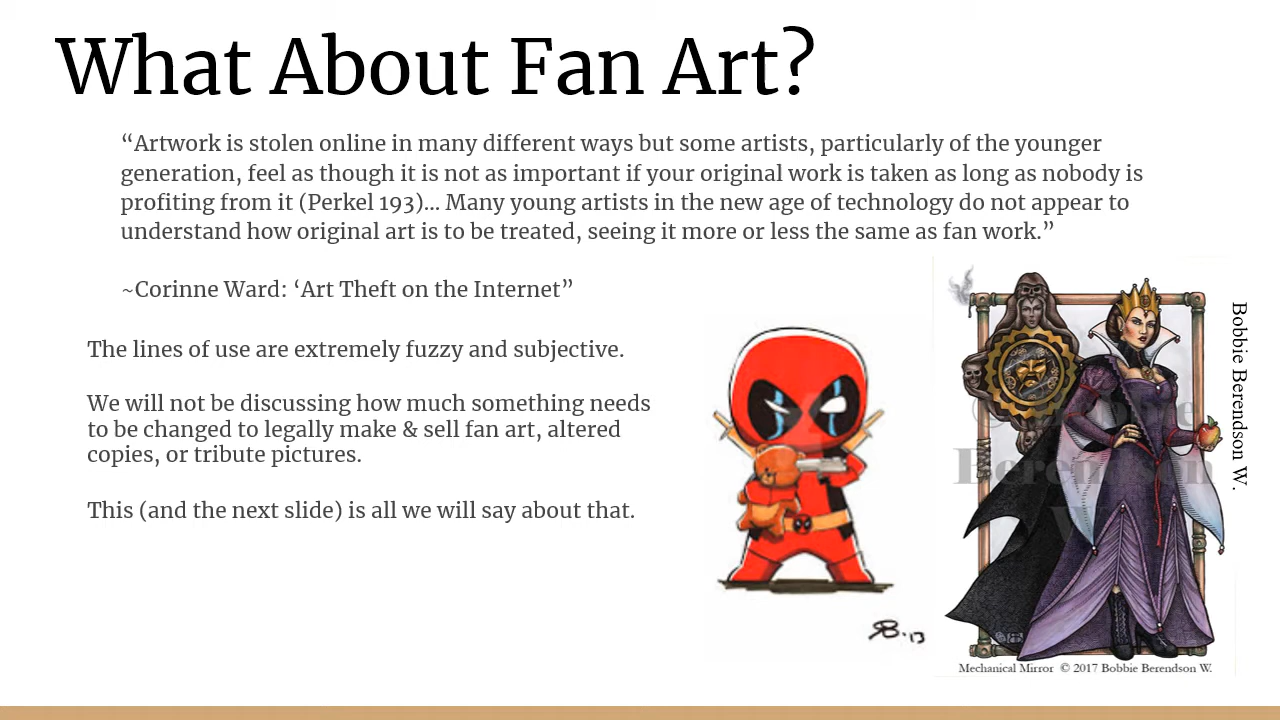 What About Fan Art?
“Artwork is stolen online in many different ways but some artists, particularly of the younger
generation, feel as though it is not as important if your original work is taken as long as nobody is
profiting from it (Perkel 193)... Many young artists in the new age of technology do not appear to
understand how original art is to be treated, seeing it more or less the same as fan work.”
~Corinne Ward: ‘Art Theft on the Internet”
The lines of use are extremely fuzzy and subjective.
We will not be discussing how much something needs
to be changed to legally make & sell fan art, altered
copies, or tribute pictures.
This (and the next slide) is all we will say about that.
RB.'13
© Bobbie
Berendson
W.
Mechanical Mirror © 2017 Bobbie Berendson W.
Bobbie Berendson W.